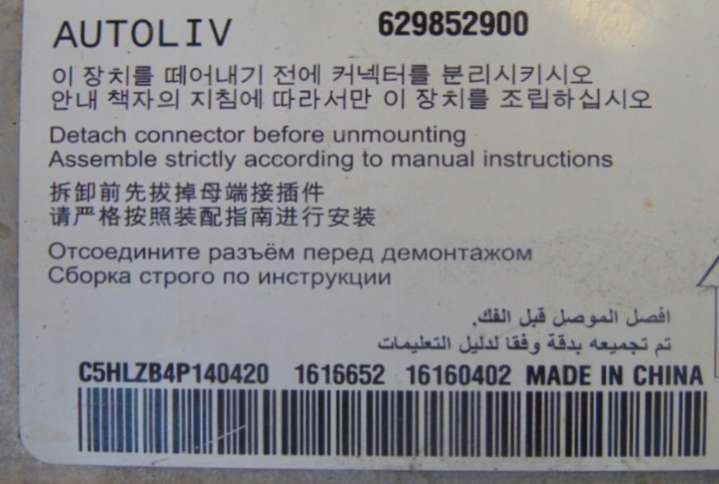 AUTOLIV 629852900
이 장치를 떼어내기 전에 커넥터를 분리시키시오
안내 책자의 지침에 따라서만 이 장치를 조립하십시오
Detach connector before unmounting
Assemble strictly according to manual instructions
拆卸前先拔掉母端接插件
请严格按照装配指南进行安装
Отсоедините разъём перед демонтажом
Сборка строго по инструкции
افصل الموصل قبل الفك.
تم تجميعه بدقة وفقا لدليل التعليمات
C5HLZB4P140420 1616652 16160402 MADE IN CHINA